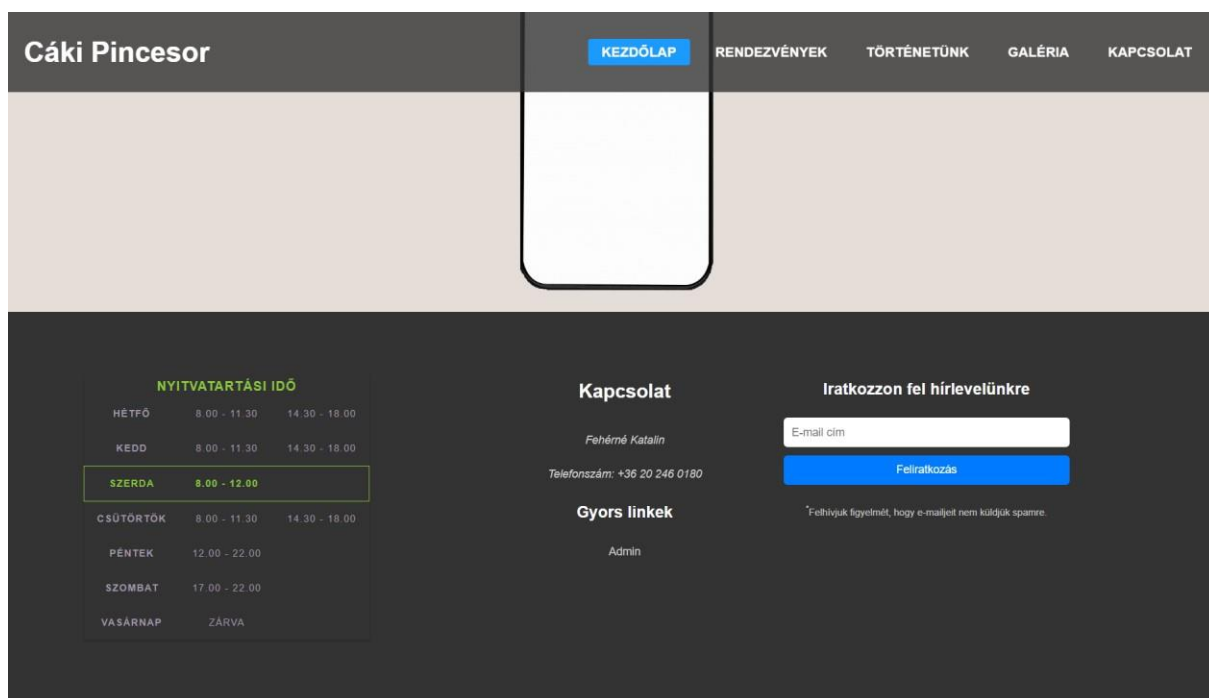 Cáki Pincesor
KEZDŐLAP RENDEZVÉNYEK TÖRTÉNETÜNK GALÉRIA KAPCSOLAT
NYITVATARTÁSI IDŐ
HÉTFŐ 8.00 - 11.30 14.30 - 18.00
KEDD 8.00 - 11.30 14.30 - 18.00
SZERDA 8.00 - 12.00
CSÜTÖRTÖK 8.00 - 11.30 14.30 - 18.00
PÉNTEK 12.00 - 22.00
SZOMBAT 17.00 - 22.00
VASÁRNAP ZÁRVA
Kapcsolat
Fehérné Katalin
Telefonszám: +36 20 246 0180
Gyors linkek
Admin
Iratkozzon fel hírlevelünkre
E-mail cím
Feliratkozás
*Felhívjuk figyelmét, hogy e-mailjeit nem küldjük spamre.